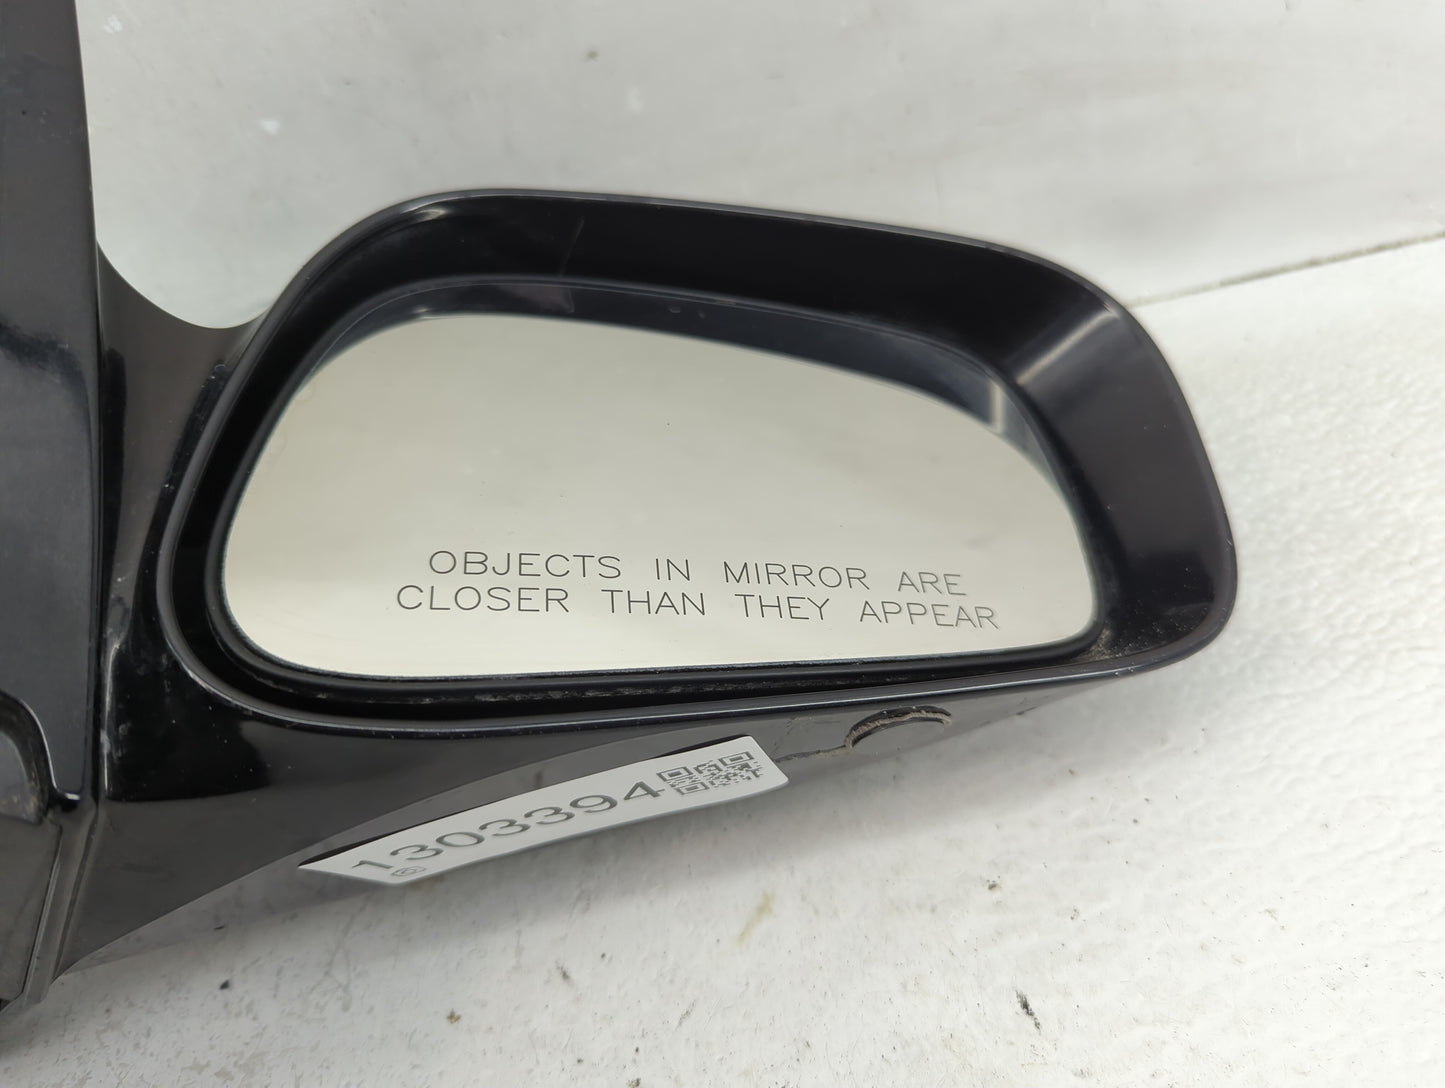 OBJECTS IN MIRROR ARE
CLOSER THAN THEY APPEAR
1303394